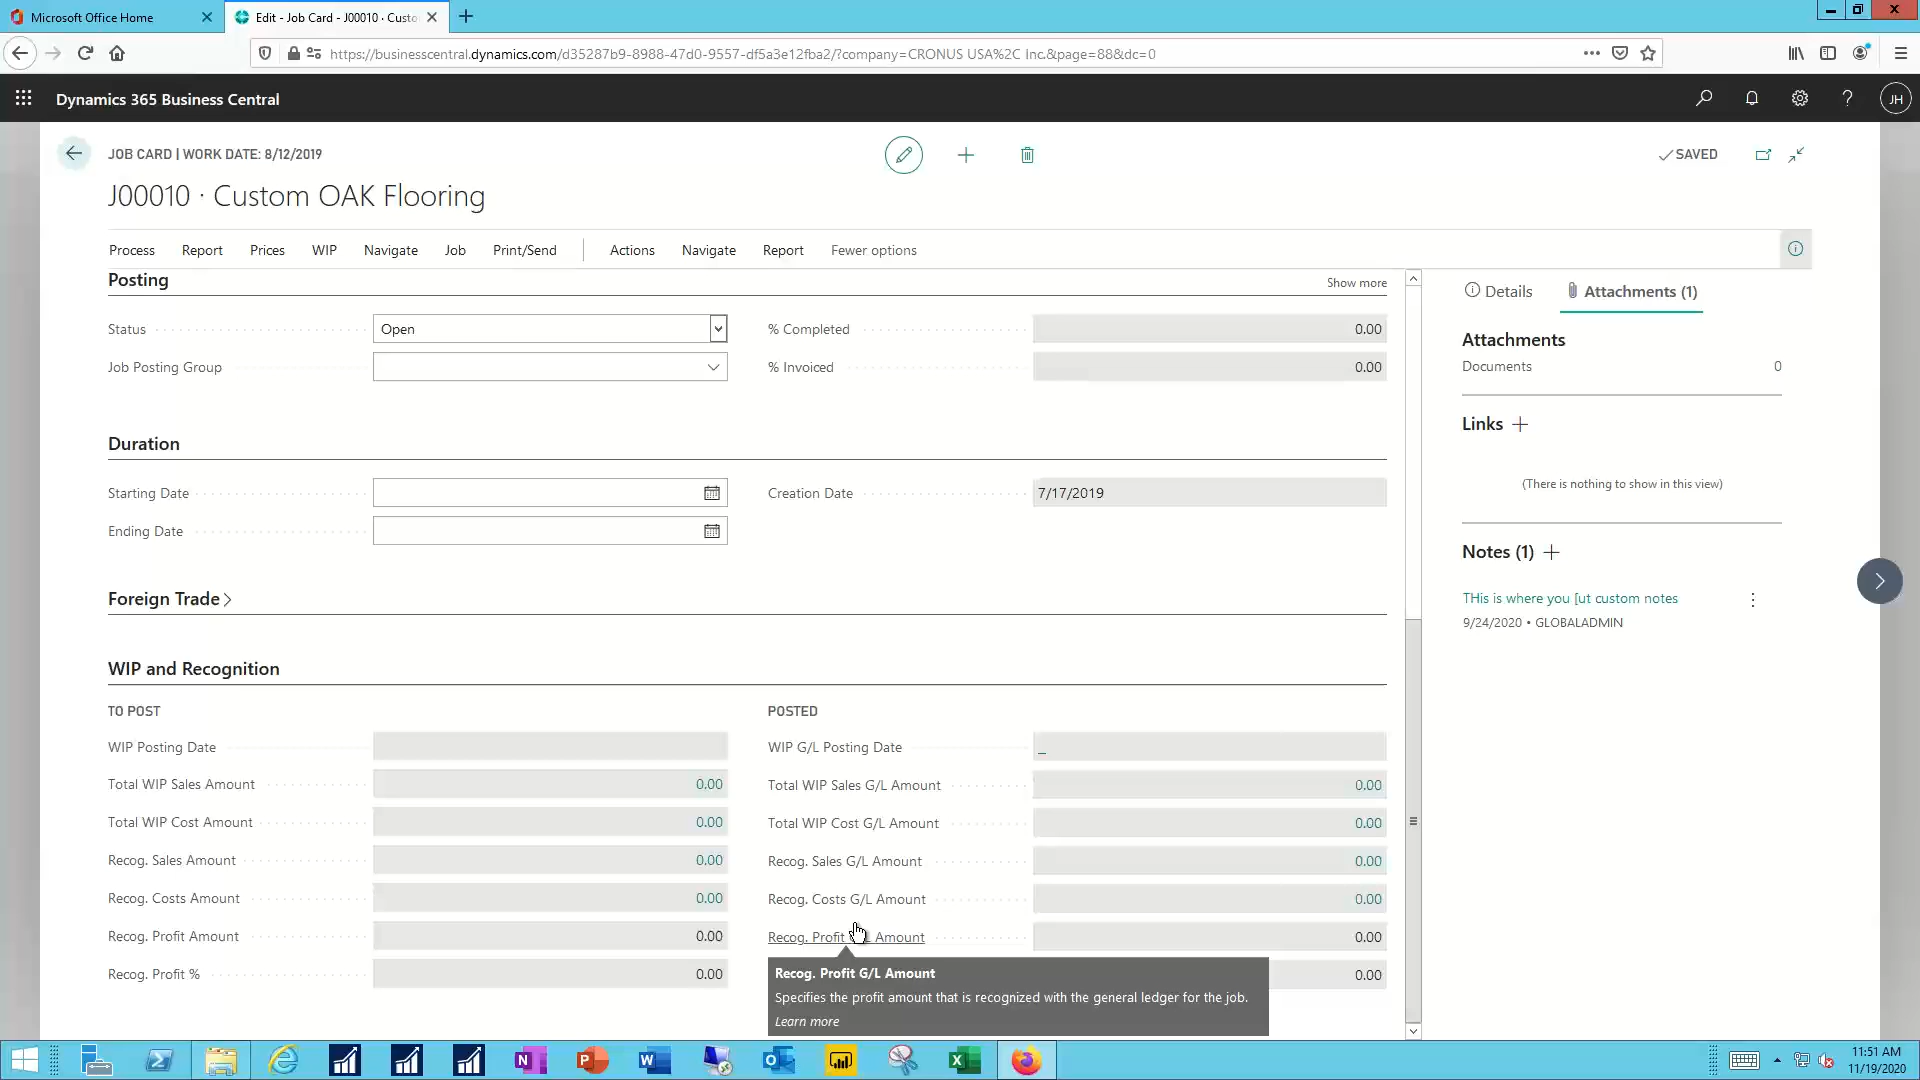 Microsoft Office Home
Edit - Job Card - J00010 · Custo
https://businesscentral.dynamics.com/d35287b9-8988-47d0-9557-df5a3e12fba2/?company=CRONUS USA%2C Inc.&page=88&dc=0
Dynamics 365 Business Central
JH
JOB CARD | WORK DATE: 8/12/2019
SAVED
J00010 · Custom OAK Flooring
Process Report Prices WIP Navigate Job Print/Send Actions Navigate Report Fewer options
Posting
Show more
Status
Open
% Completed
0.00
Job Posting Group
% Invoiced
0.00
Duration
Starting Date
Creation Date
7/17/2019
Ending Date
Foreign Trade
WIP and Recognition
TO POST
POSTED
WIP Posting Date
WIP G/L Posting Date
_
Total WIP Sales Amount
0.00
Total WIP Sales G/L Amount
0.00
Total WIP Cost Amount
0.00
Total WIP Cost G/L Amount
0.00
Recog. Sales Amount
0.00
Recog. Sales G/L Amount
0.00
Recog. Costs Amount
0.00
Recog. Costs G/L Amount
0.00
Recog. Profit Amount
0.00
Recog. Profit G/L Amount
0.00
Recog. Profit %
0.00
0.00
Recog. Profit G/L Amount
Specifies the profit amount that is recognized with the general ledger for the job.
Learn more
Details
Attachments (1)
Attachments
Documents
0
Links
(There is nothing to show in this view)
Notes (1)
THis is where you [ut custom notes
9/24/2020 • GLOBALADMIN
11:51 AM
11/19/2020